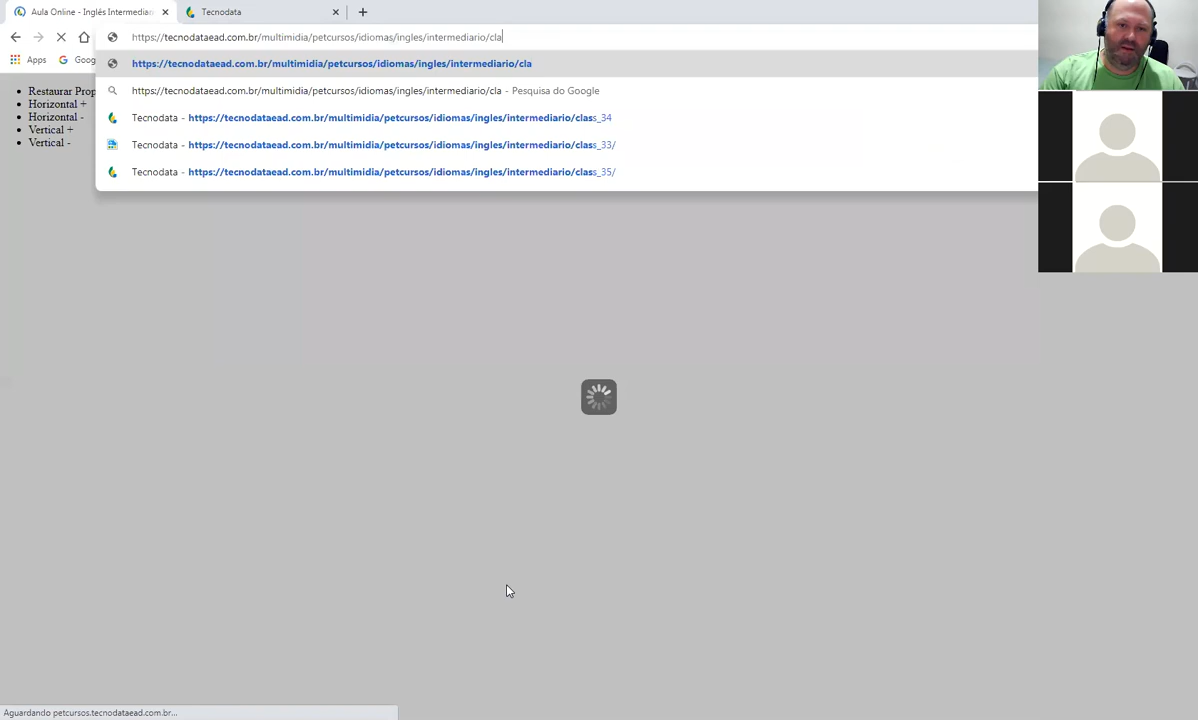 Aula Online - Inglês Intermedian
Tecnodata
https://tecnodataead.com.br/multimidia/petcursos/idiomas/ingles/intermediario/cla
Apps Goog
https://tecnodataead.com.br/multimidia/petcursos/idiomas/ingles/intermediario/cla
https://tecnodataead.com.br/multimidia/petcursos/idiomas/ingles/intermediario/cla - Pesquisa do Google
Tecnodata - https://tecnodataead.com.br/multimidia/petcursos/idiomas/ingles/intermediario/class_34
Tecnodata - https://tecnodataead.com.br/multimidia/petcursos/idiomas/ingles/intermediario/class_33/
Tecnodata - https://tecnodataead.com.br/multimidia/petcursos/idiomas/ingles/intermediario/class_35/
Restaurar Prop
Horizontal +
Horizontal -
Vertical +
Vertical -
Aguardando petcursos.tecnodataead.com.br...